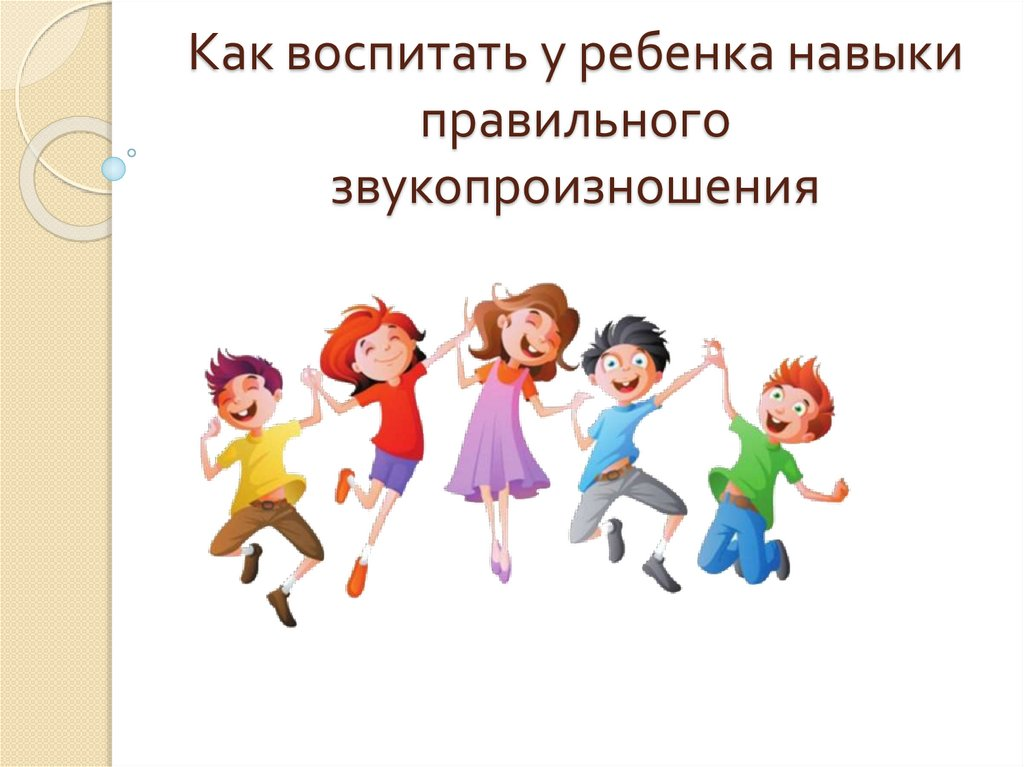 Как воспитать у ребенка навыки
правильного
звукопроизношения